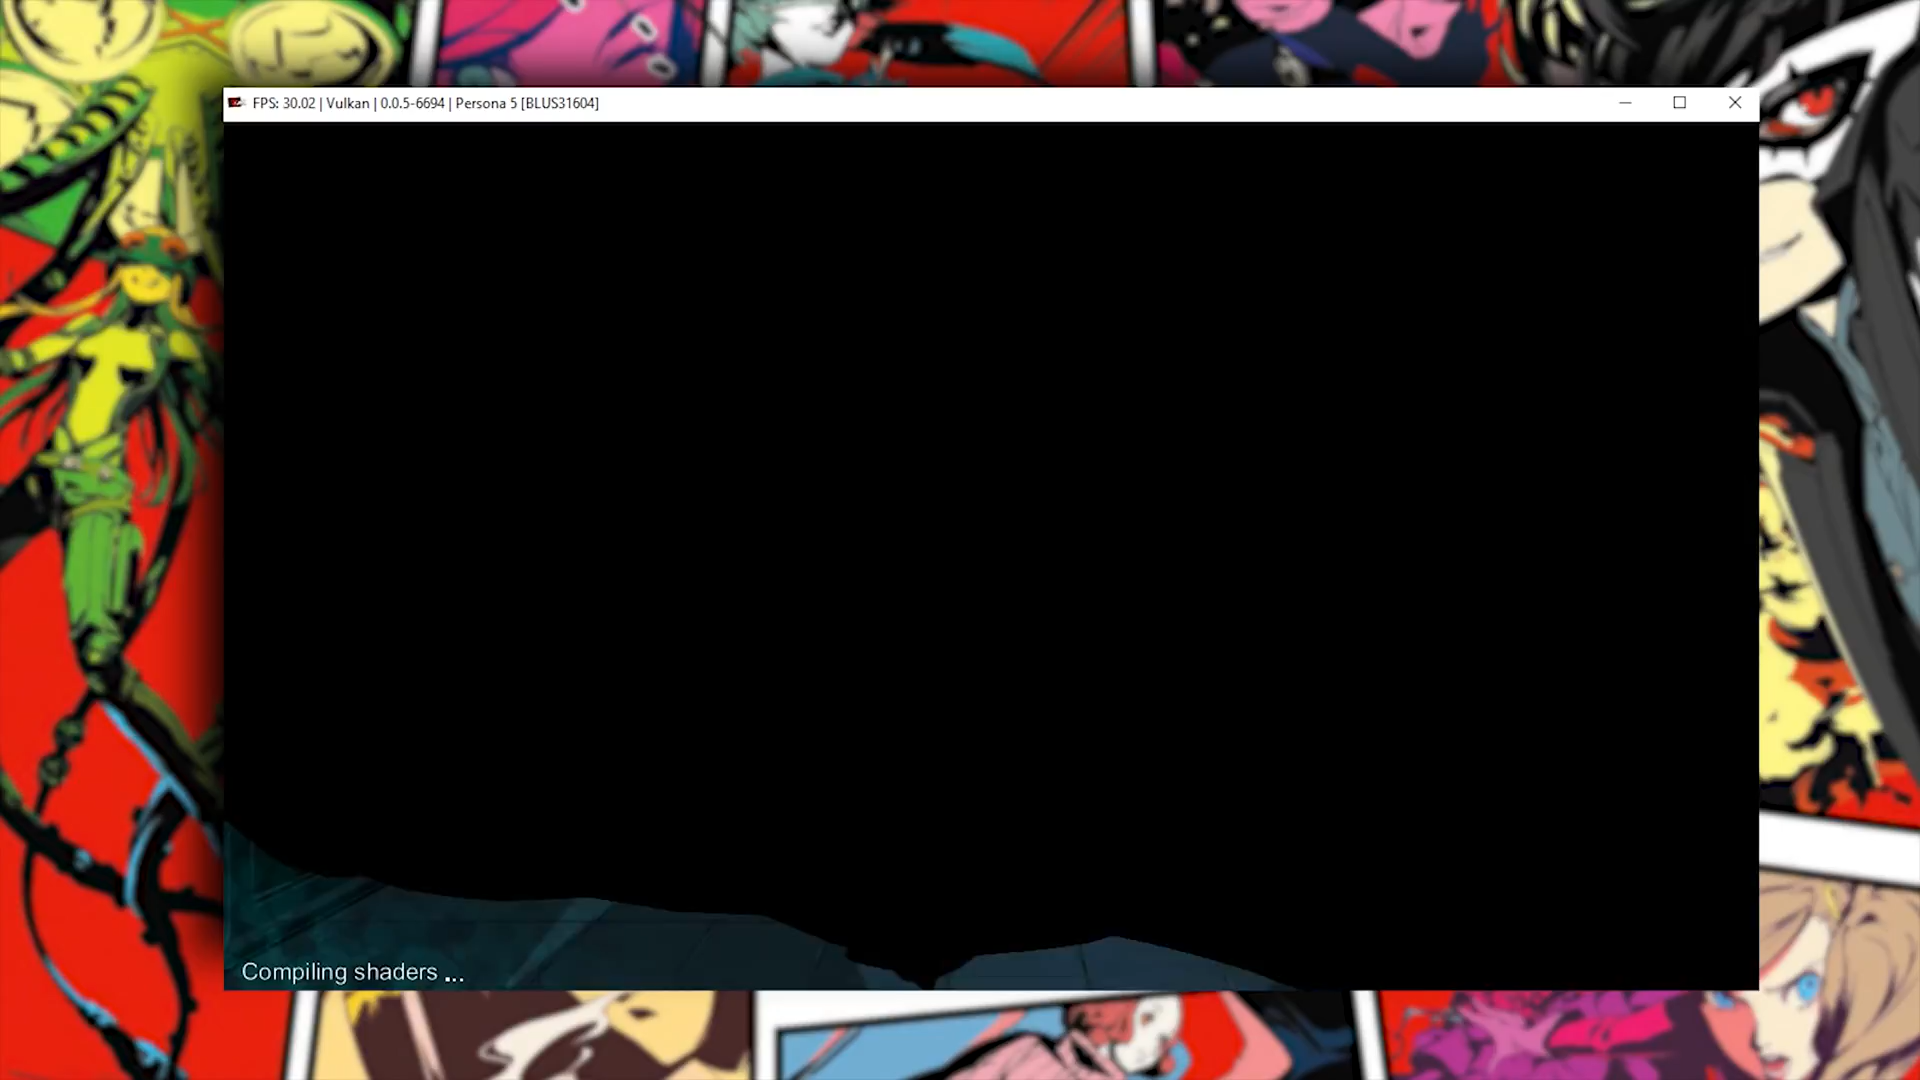 FPS: 30.02 | Vulkan | 0.0.5-6694 | Persona 5 [BLUS31604]
Compiling shaders ...